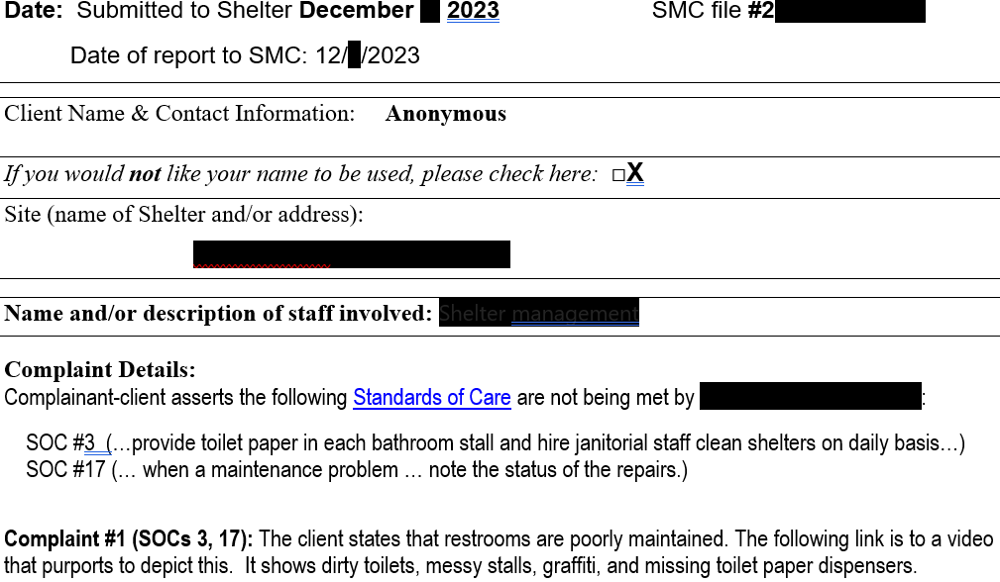 Date: Submitted to Shelter December 2023 SMC file #2
Date of report to SMC: 12/ /2023
Client Name & Contact Information: Anonymous
If you would not like your name to be used, please check here: □X
Site (name of Shelter and/or address):
Name and/or description of staff involved: Shelter management
Complaint Details:
Complainant-client asserts the following Standards of Care are not being met by :
SOC #3 (…provide toilet paper in each bathroom stall and hire janitorial staff clean shelters on daily basis…)
SOC #17 (… when a maintenance problem … note the status of the repairs.)
Complaint #1 (SOCs 3, 17): The client states that restrooms are poorly maintained. The following link is to a video
that purports to depict this. It shows dirty toilets, messy stalls, graffiti, and missing toilet paper dispensers.